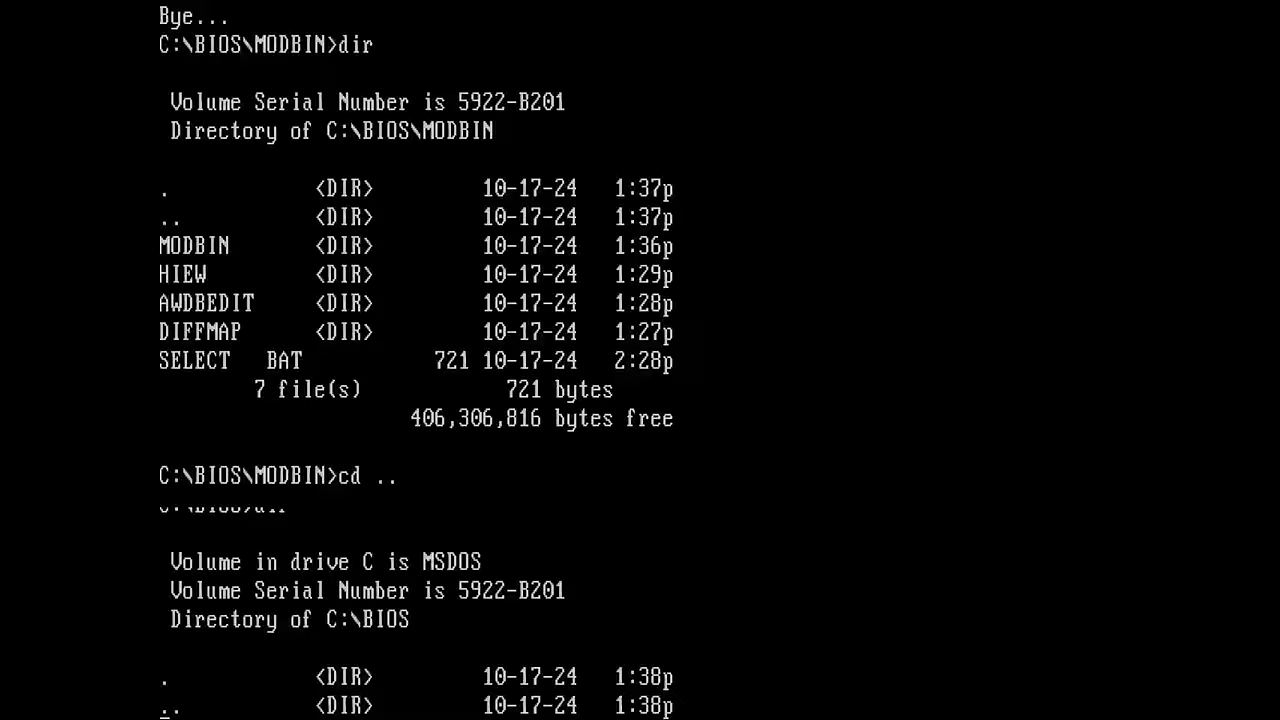 Bye...
C:\BIOS\MODBIN>dir
Volume Serial Number is 5922-B201
Directory of C:\BIOS\MODBIN
. <DIR> 10-17-24 1:37p
.. <DIR> 10-17-24 1:37p
MODBIN <DIR> 10-17-24 1:36p
HIEW <DIR> 10-17-24 1:29p
AWDBEDIT <DIR> 10-17-24 1:28p
DIFFMAP <DIR> 10-17-24 1:27p
SELECT BAT 721 10-17-24 2:28p
7 file(s) 721 bytes
406,306,816 bytes free
C:\BIOS\MODBIN>cd ..
C:\BIOS>dir
Volume in drive C is MSDOS
Volume Serial Number is 5922-B201
Directory of C:\BIOS
. <DIR> 10-17-24 1:38p
.. <DIR> 10-17-24 1:38p